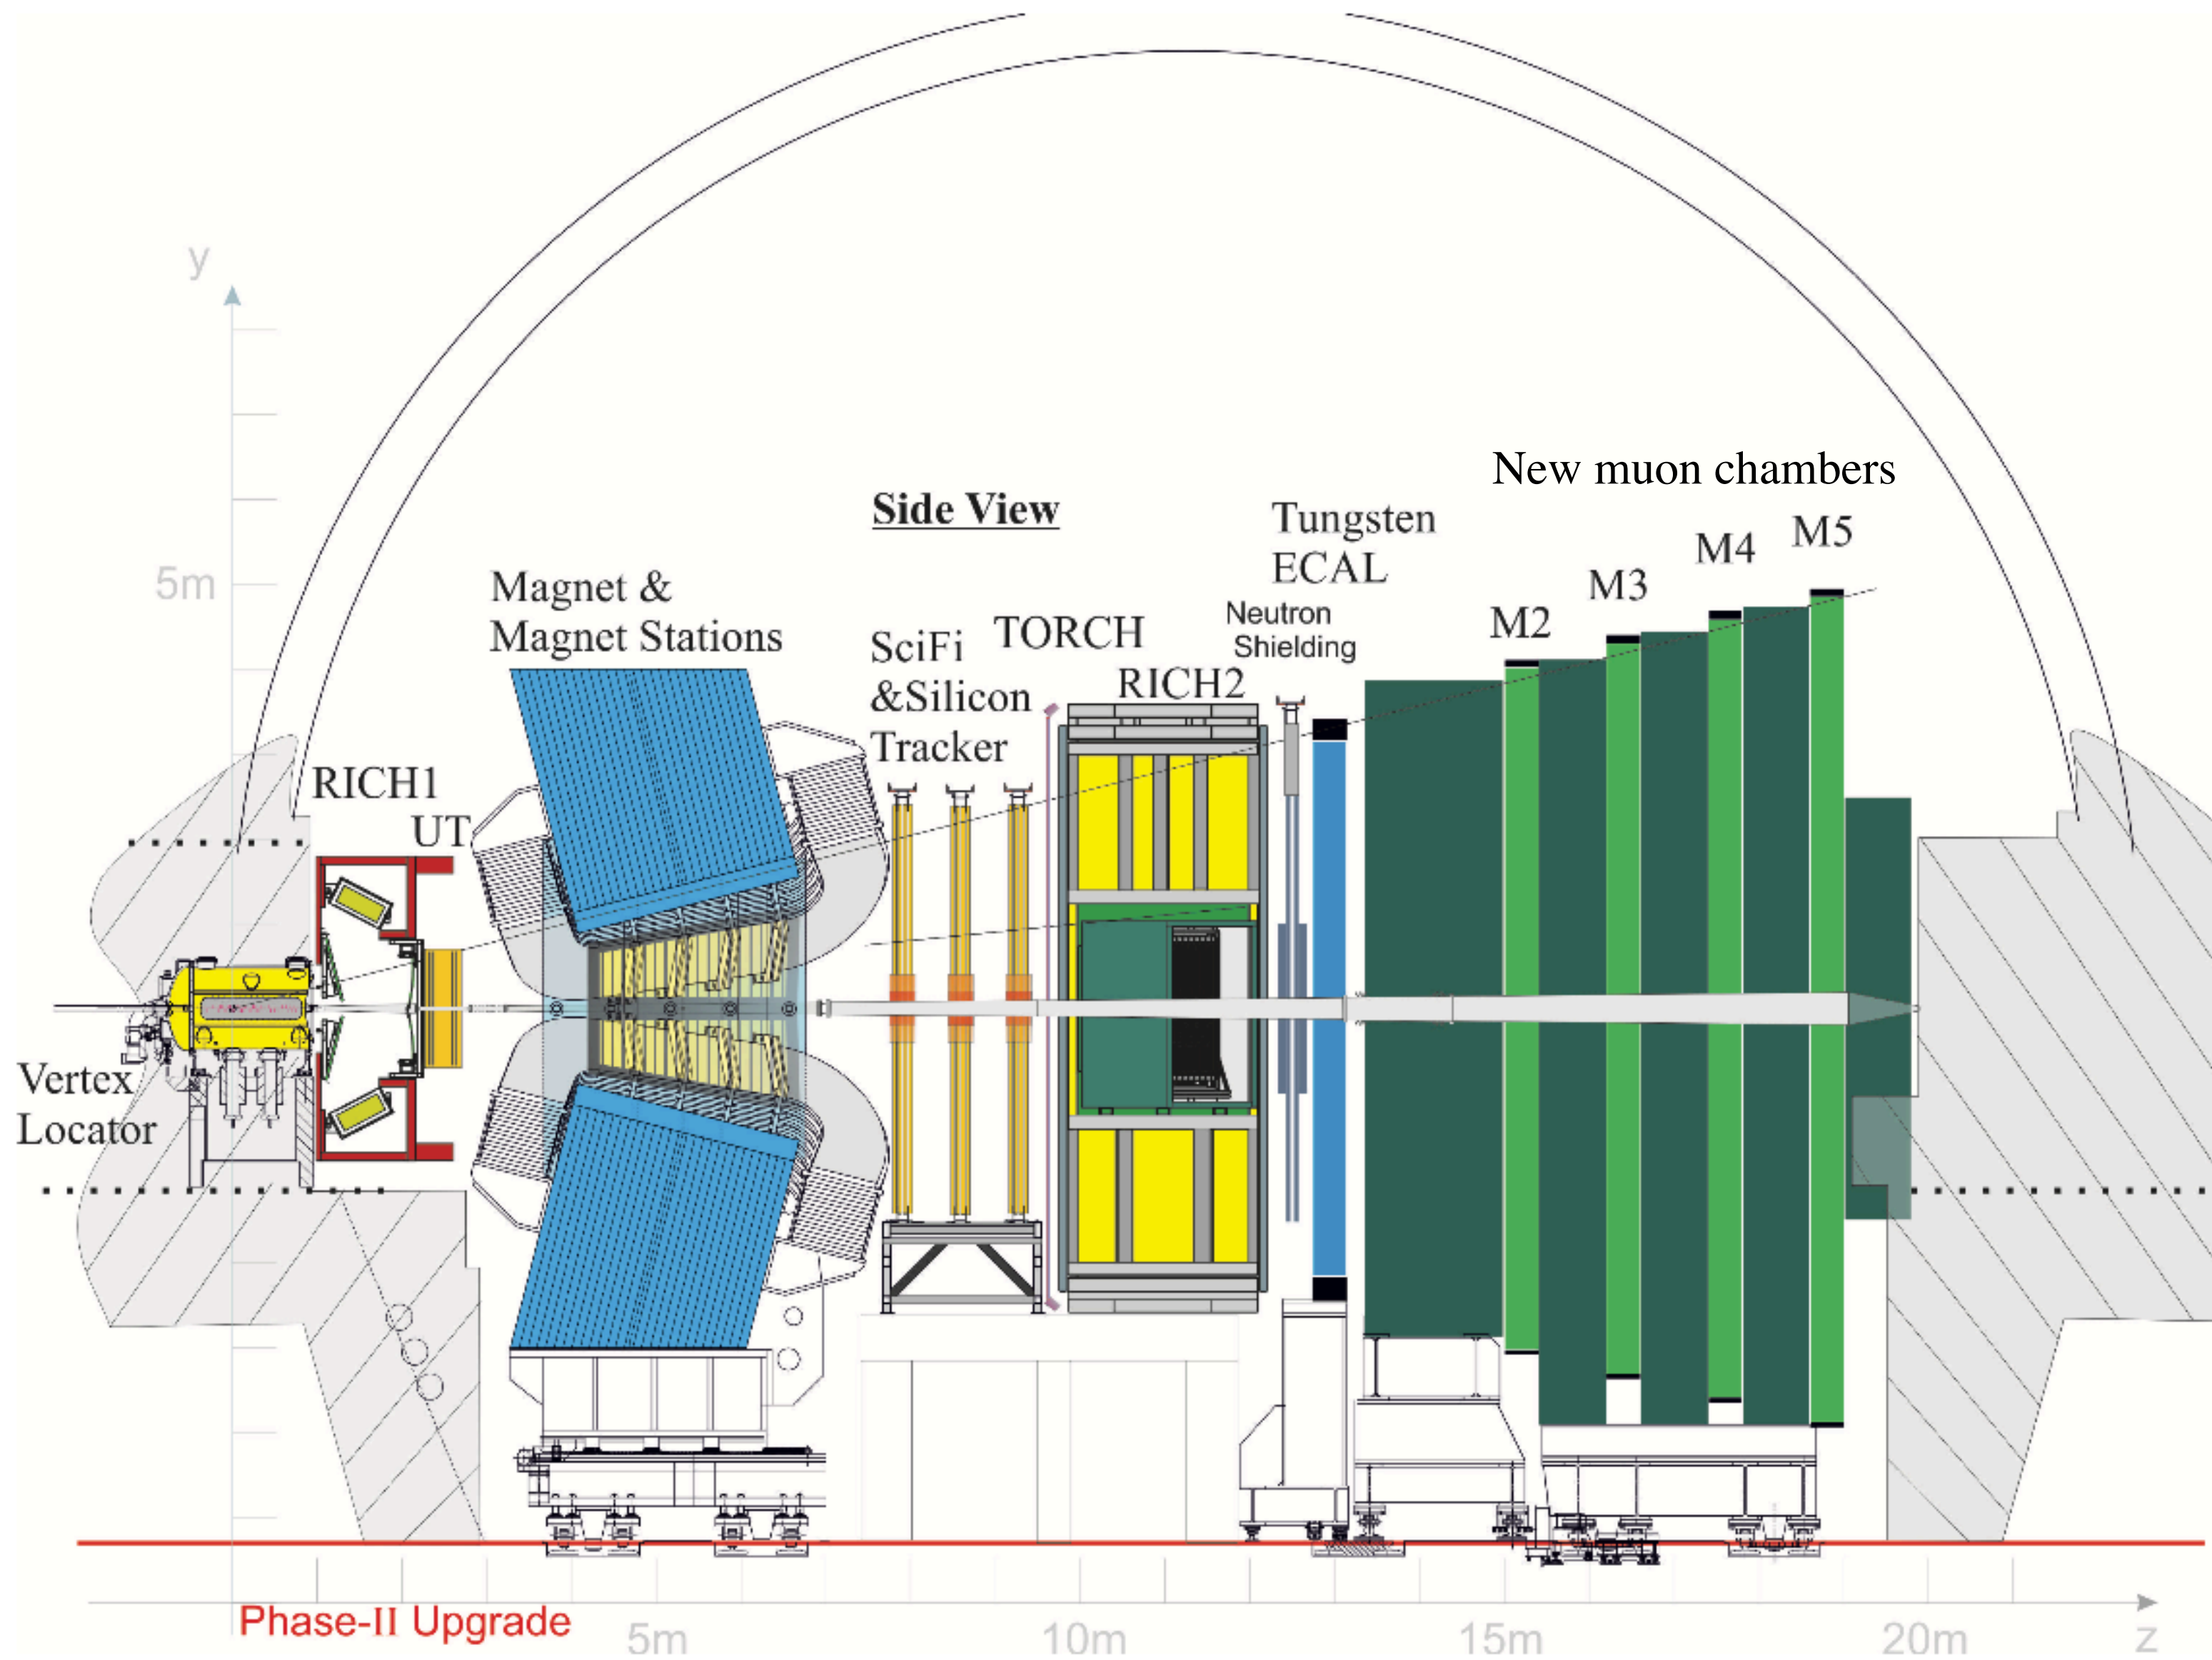 y
New muon chambers
Side View
Tungsten
ECAL
M5
M4
5m
Magnet &
Magnet Stations
M3
Neutron
Shielding
M2
SciFi
&Silicon
Tracker
TORCH
RICH2
RICH1
UT
Vertex
Locator
Phase-II Upgrade
5m
10m
15m
20m
z